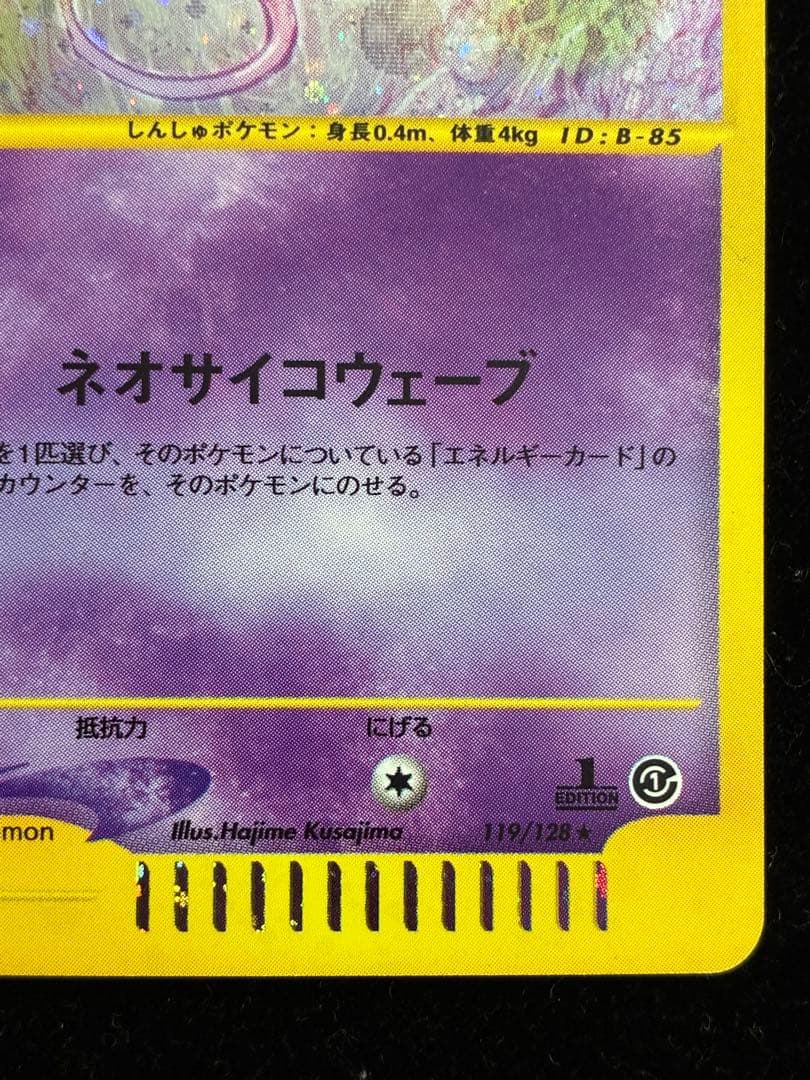 しんしゅポケモン：身長0.4m、体重4kg ID：B-85
ネオサイコウェーブ
を1匹選び、そのポケモンについている「エネルギーカード」の
カウンターを、そのポケモンにのせる。
抵抗力 にげる
1 EDITION 1
mon Illus.Hajime Kusajima 119/128★